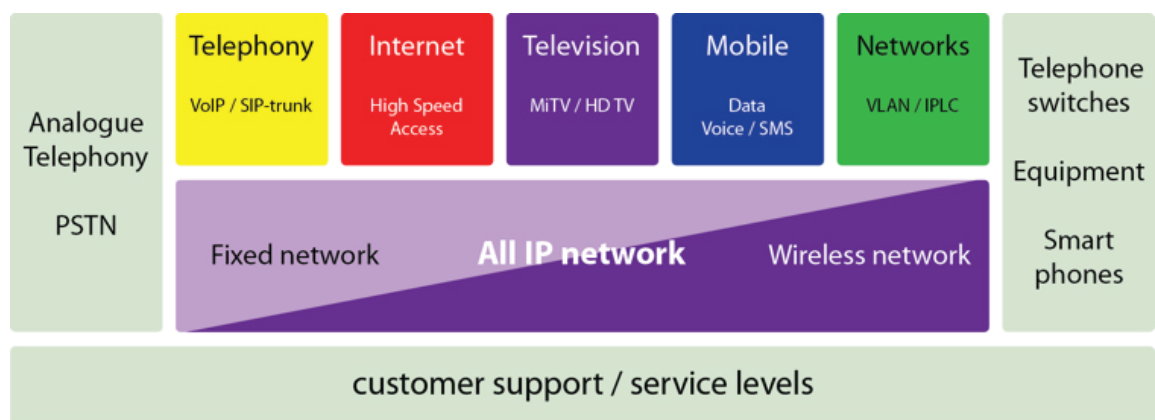 Analogue
Telephony
PSTN
Telephony
VoIP / SIP-trunk
Internet
High Speed
Access
Television
MiTV / HD TV
Mobile
Data
Voice / SMS
Networks
VLAN / IPLC
Fixed network
All IP network
Wireless network
Telephone
switches
Equipment
Smart
phones
customer support / service levels